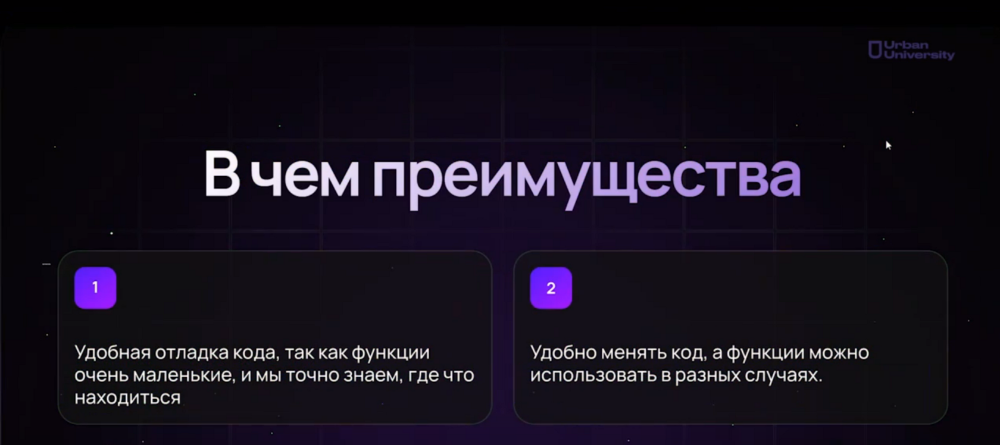 Urban
University
В чем преимущества
1
Удобная отладка кода, так как функции
очень маленькие, и мы точно знаем, где что
находиться
2
Удобно менять код, а функции можно
использовать в разных случаях.